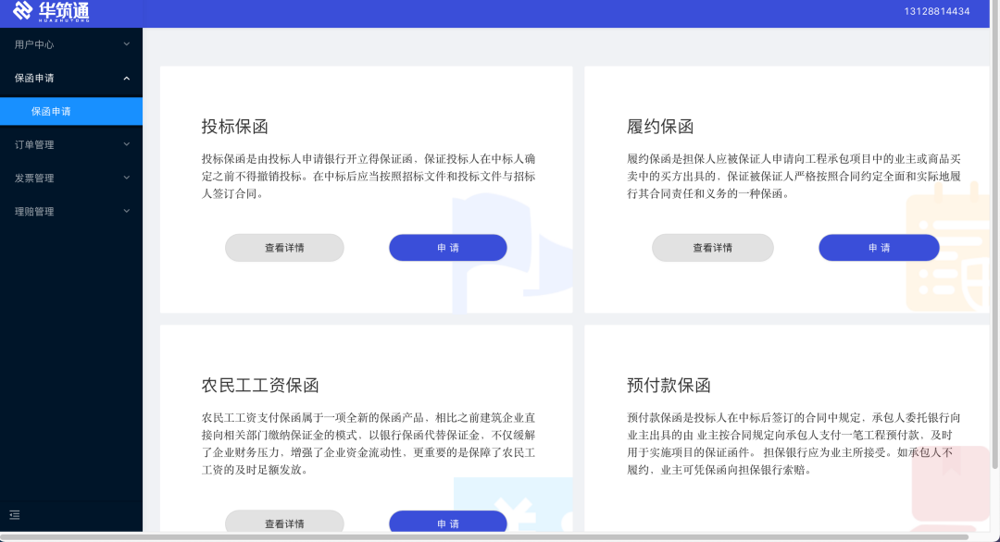 华筑通
HUAZHUTONG
13128814434
用户中心
保函申请
保函申请
订单管理
发票管理
理赔管理
投标保函
投标保函是由投标人申请银行开立得保证函，保证投标人在中标人确
定之前不得撤销投标。在中标后应当按照招标文件和投标文件与招标
人签订合同。
查看详情
申 请
履约保函
履约保函是担保人应被保证人申请向工程承包项目中的业主或商品买
卖中的买方出具的，保证被保证人严格按照合同约定全面和实际地履
行其合同责任和义务的一种保函。
查看详情
申 请
农民工工资保函
农民工工资支付保函属于一项全新的保函产品，相比之前建筑企业直
接向相关部门缴纳保证金的模式，以银行保函代替保证金，不仅缓解
了企业财务压力，增强了企业资金流动性，更重要的是保障了农民工
工资的及时足额发放。
查看详情
申 请
预付款保函
预付款保函是投标人在中标后签订的合同中规定，承包人委托银行向
业主出具的由 业主按合同规定向承包人支付一笔工程预付款，及时
用于实施项目的保证函件。 担保银行应为业主所接受。如承包人不
履约，业主可凭保函向担保银行索赔。